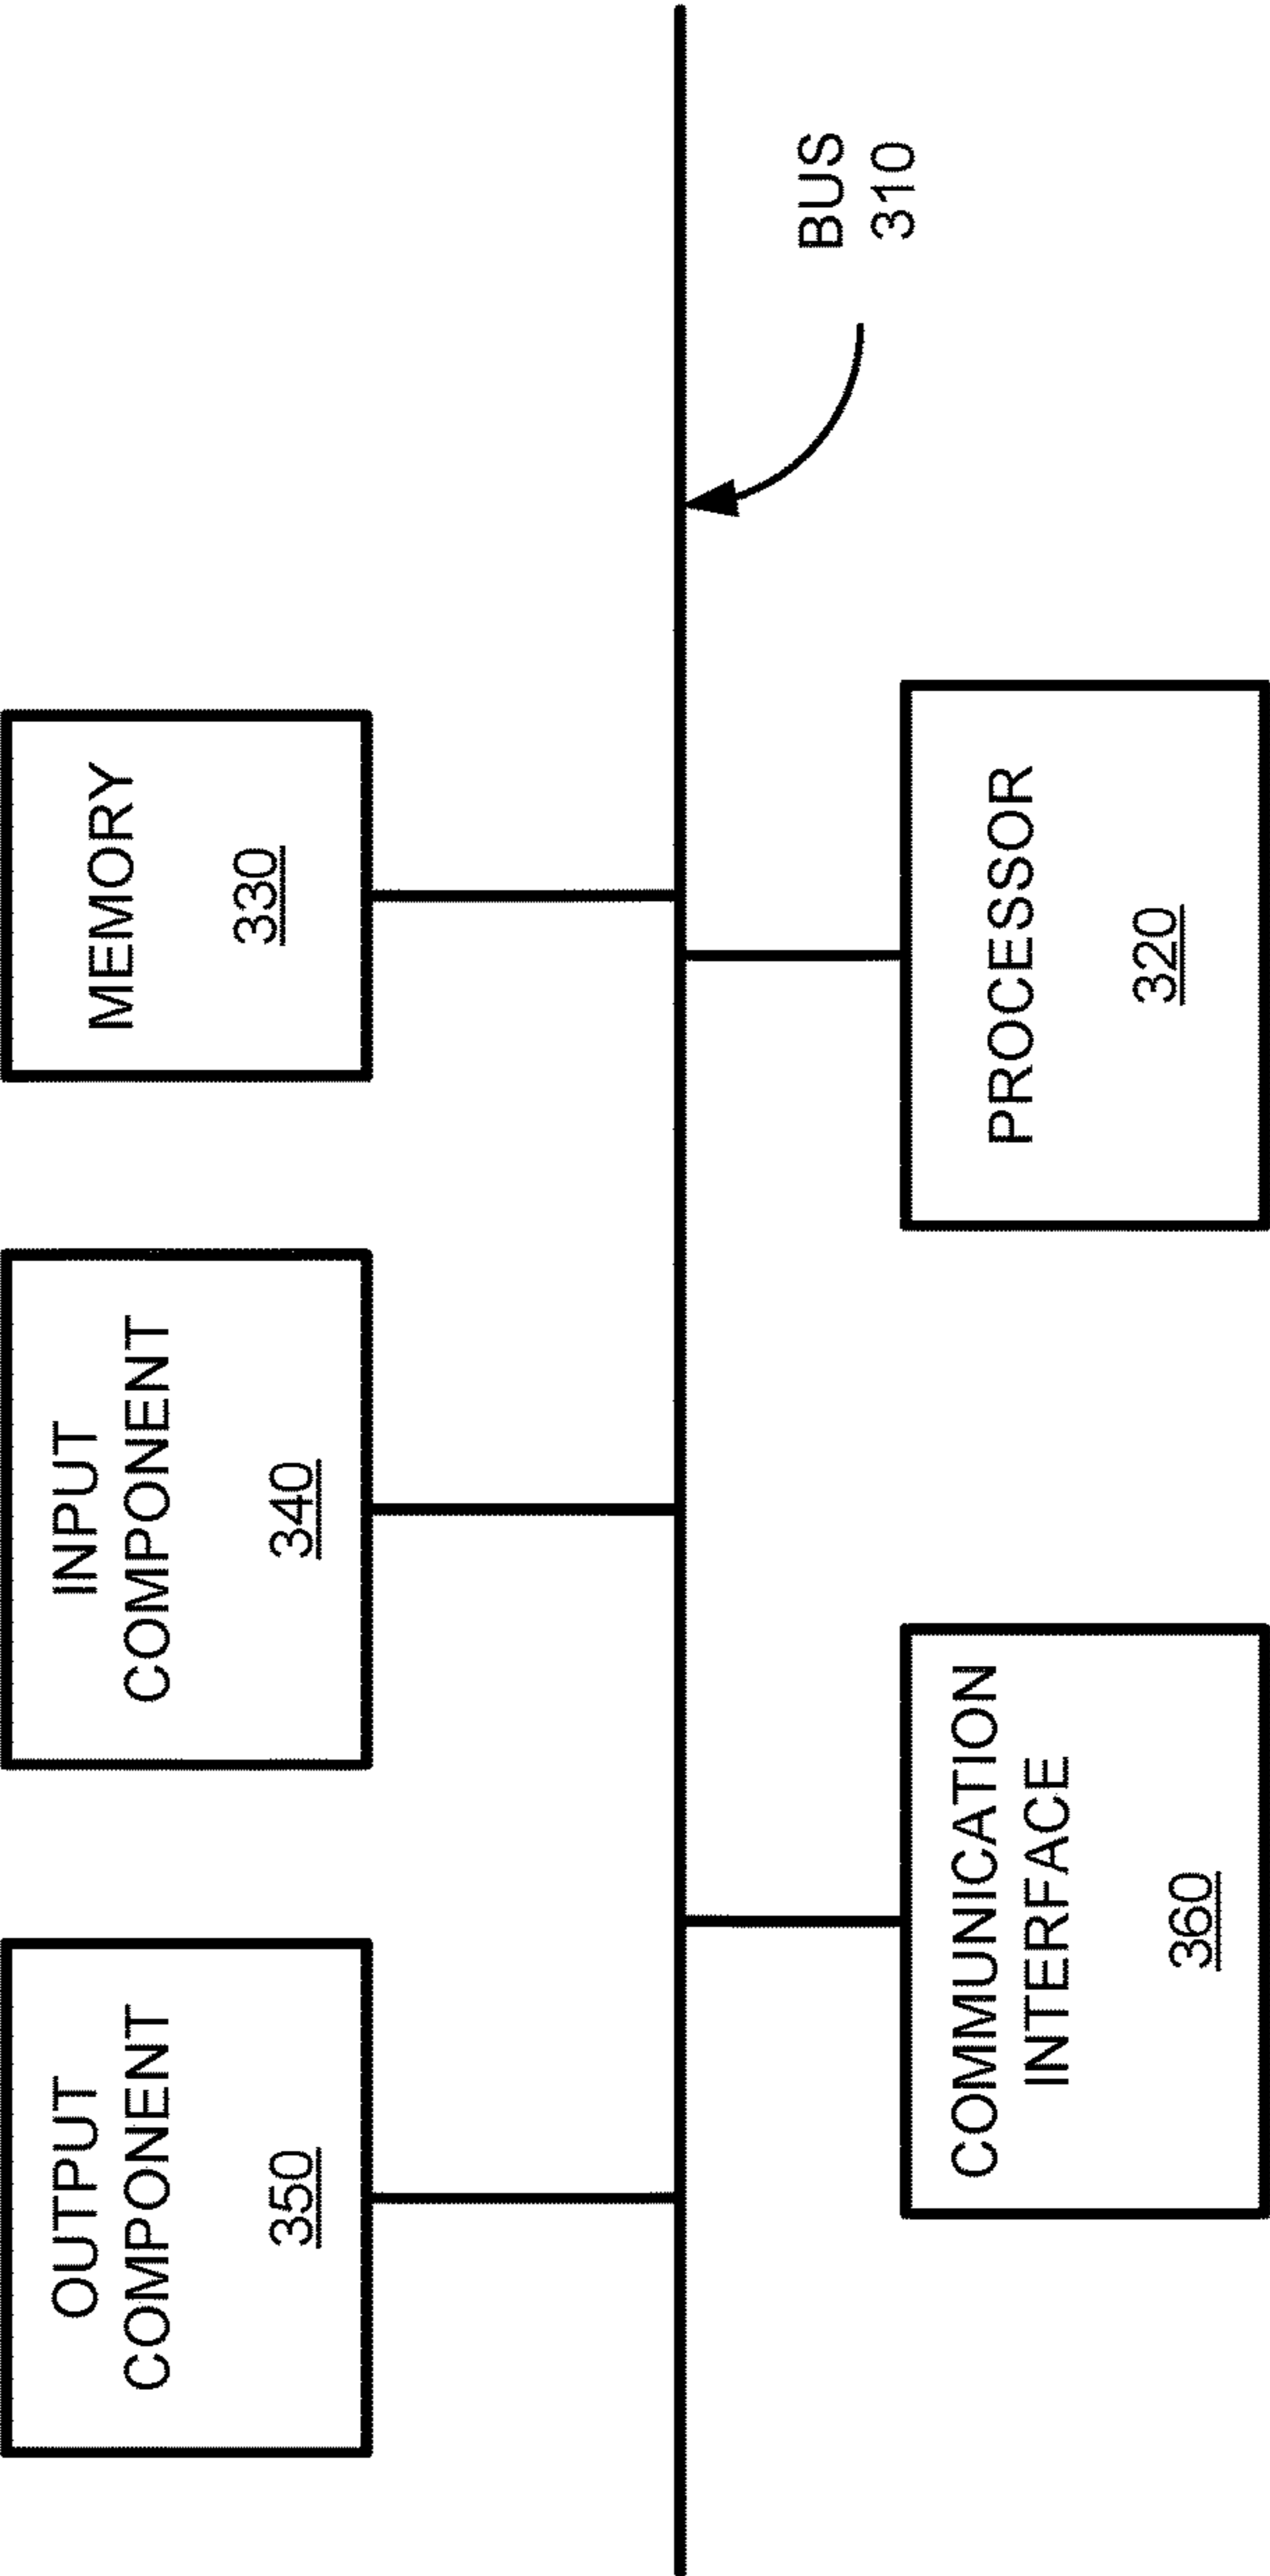 OUTPUT
COMPONENT
350
INPUT
COMPONENT
340
MEMORY
330
COMMUNICATION
INTERFACE
360
PROCESSOR
320
BUS
310